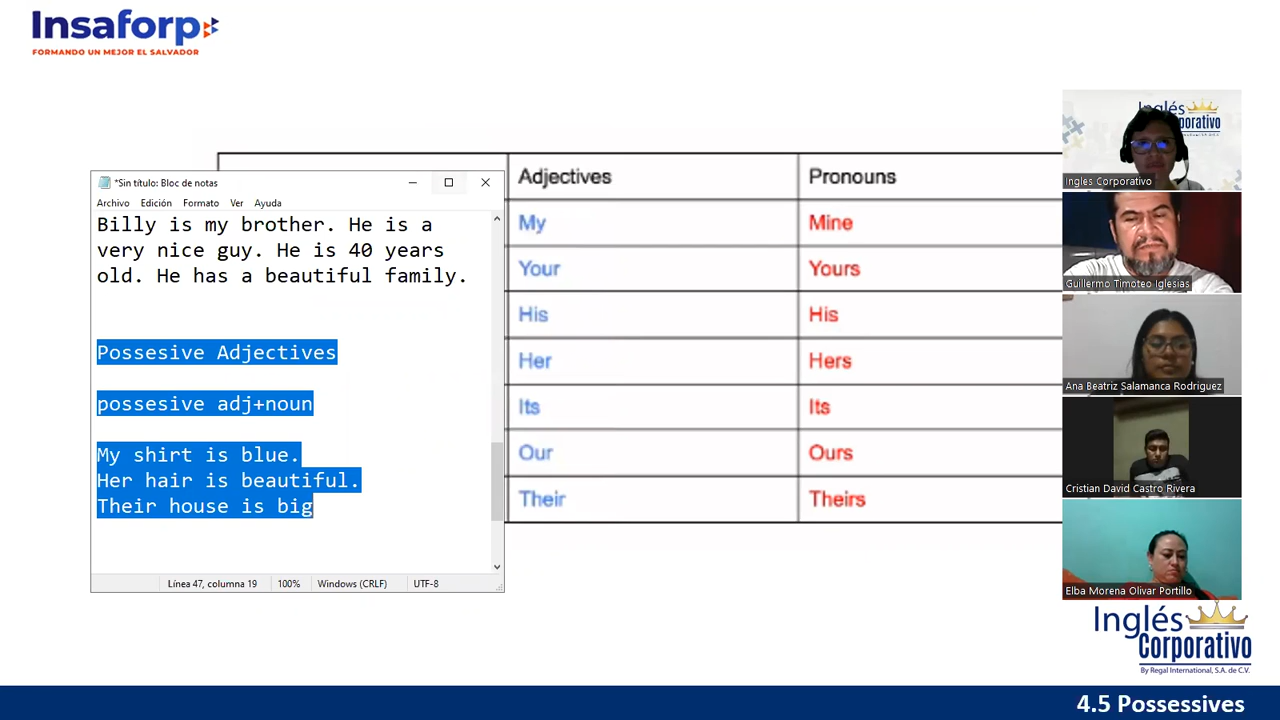 Insaforp
FORMANDO UN MEJOR EL SALVADOR
*Sin título: Bloc de notas
Archivo Edición Formato Ver Ayuda
Billy is my brother. He is a
very nice guy. He is 40 years
old. He has a beautiful family.
Possesive Adjectives
possesive adj+noun
My shirt is blue.
Her hair is beautiful.
Their house is big
Línea 47, columna 19 100% Windows (CRLF) UTF-8
Adjectives Pronouns
My Mine
Your Yours
His His
Her Hers
Its Its
Our Ours
Their Theirs
Inglés
porativo
Ingles Corporativo
Guillermo Timoteo Iglesias
Ana Beatriz Salamanca Rodriguez
Cristian David Castro Rivera
Elba Morena Olivar Portillo
Inglés
Corporativo
By Regal International, S.A. de C.V.
4.5 Possessives